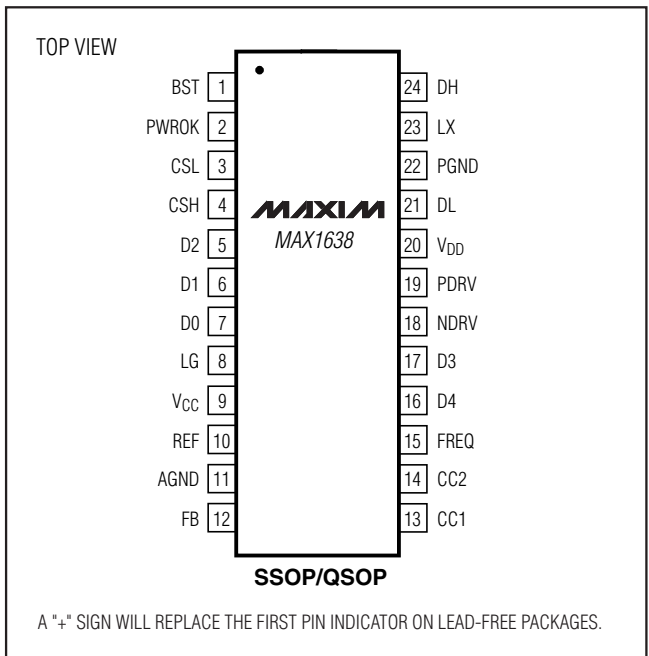 TOP VIEW
BST 1
PWROK 2
CSL 3
CSH 4
D2 5
D1 6
D0 7
LG 8
VCC 9
REF 10
AGND 11
FB 12
MAXIM
MAX1638
24 DH
23 LX
22 PGND
21 DL
20 VDD
19 PDRV
18 NDRV
17 D3
16 D4
15 FREQ
14 CC2
13 CC1
SSOP/QSOP
A "+" SIGN WILL REPLACE THE FIRST PIN INDICATOR ON LEAD-FREE PACKAGES.